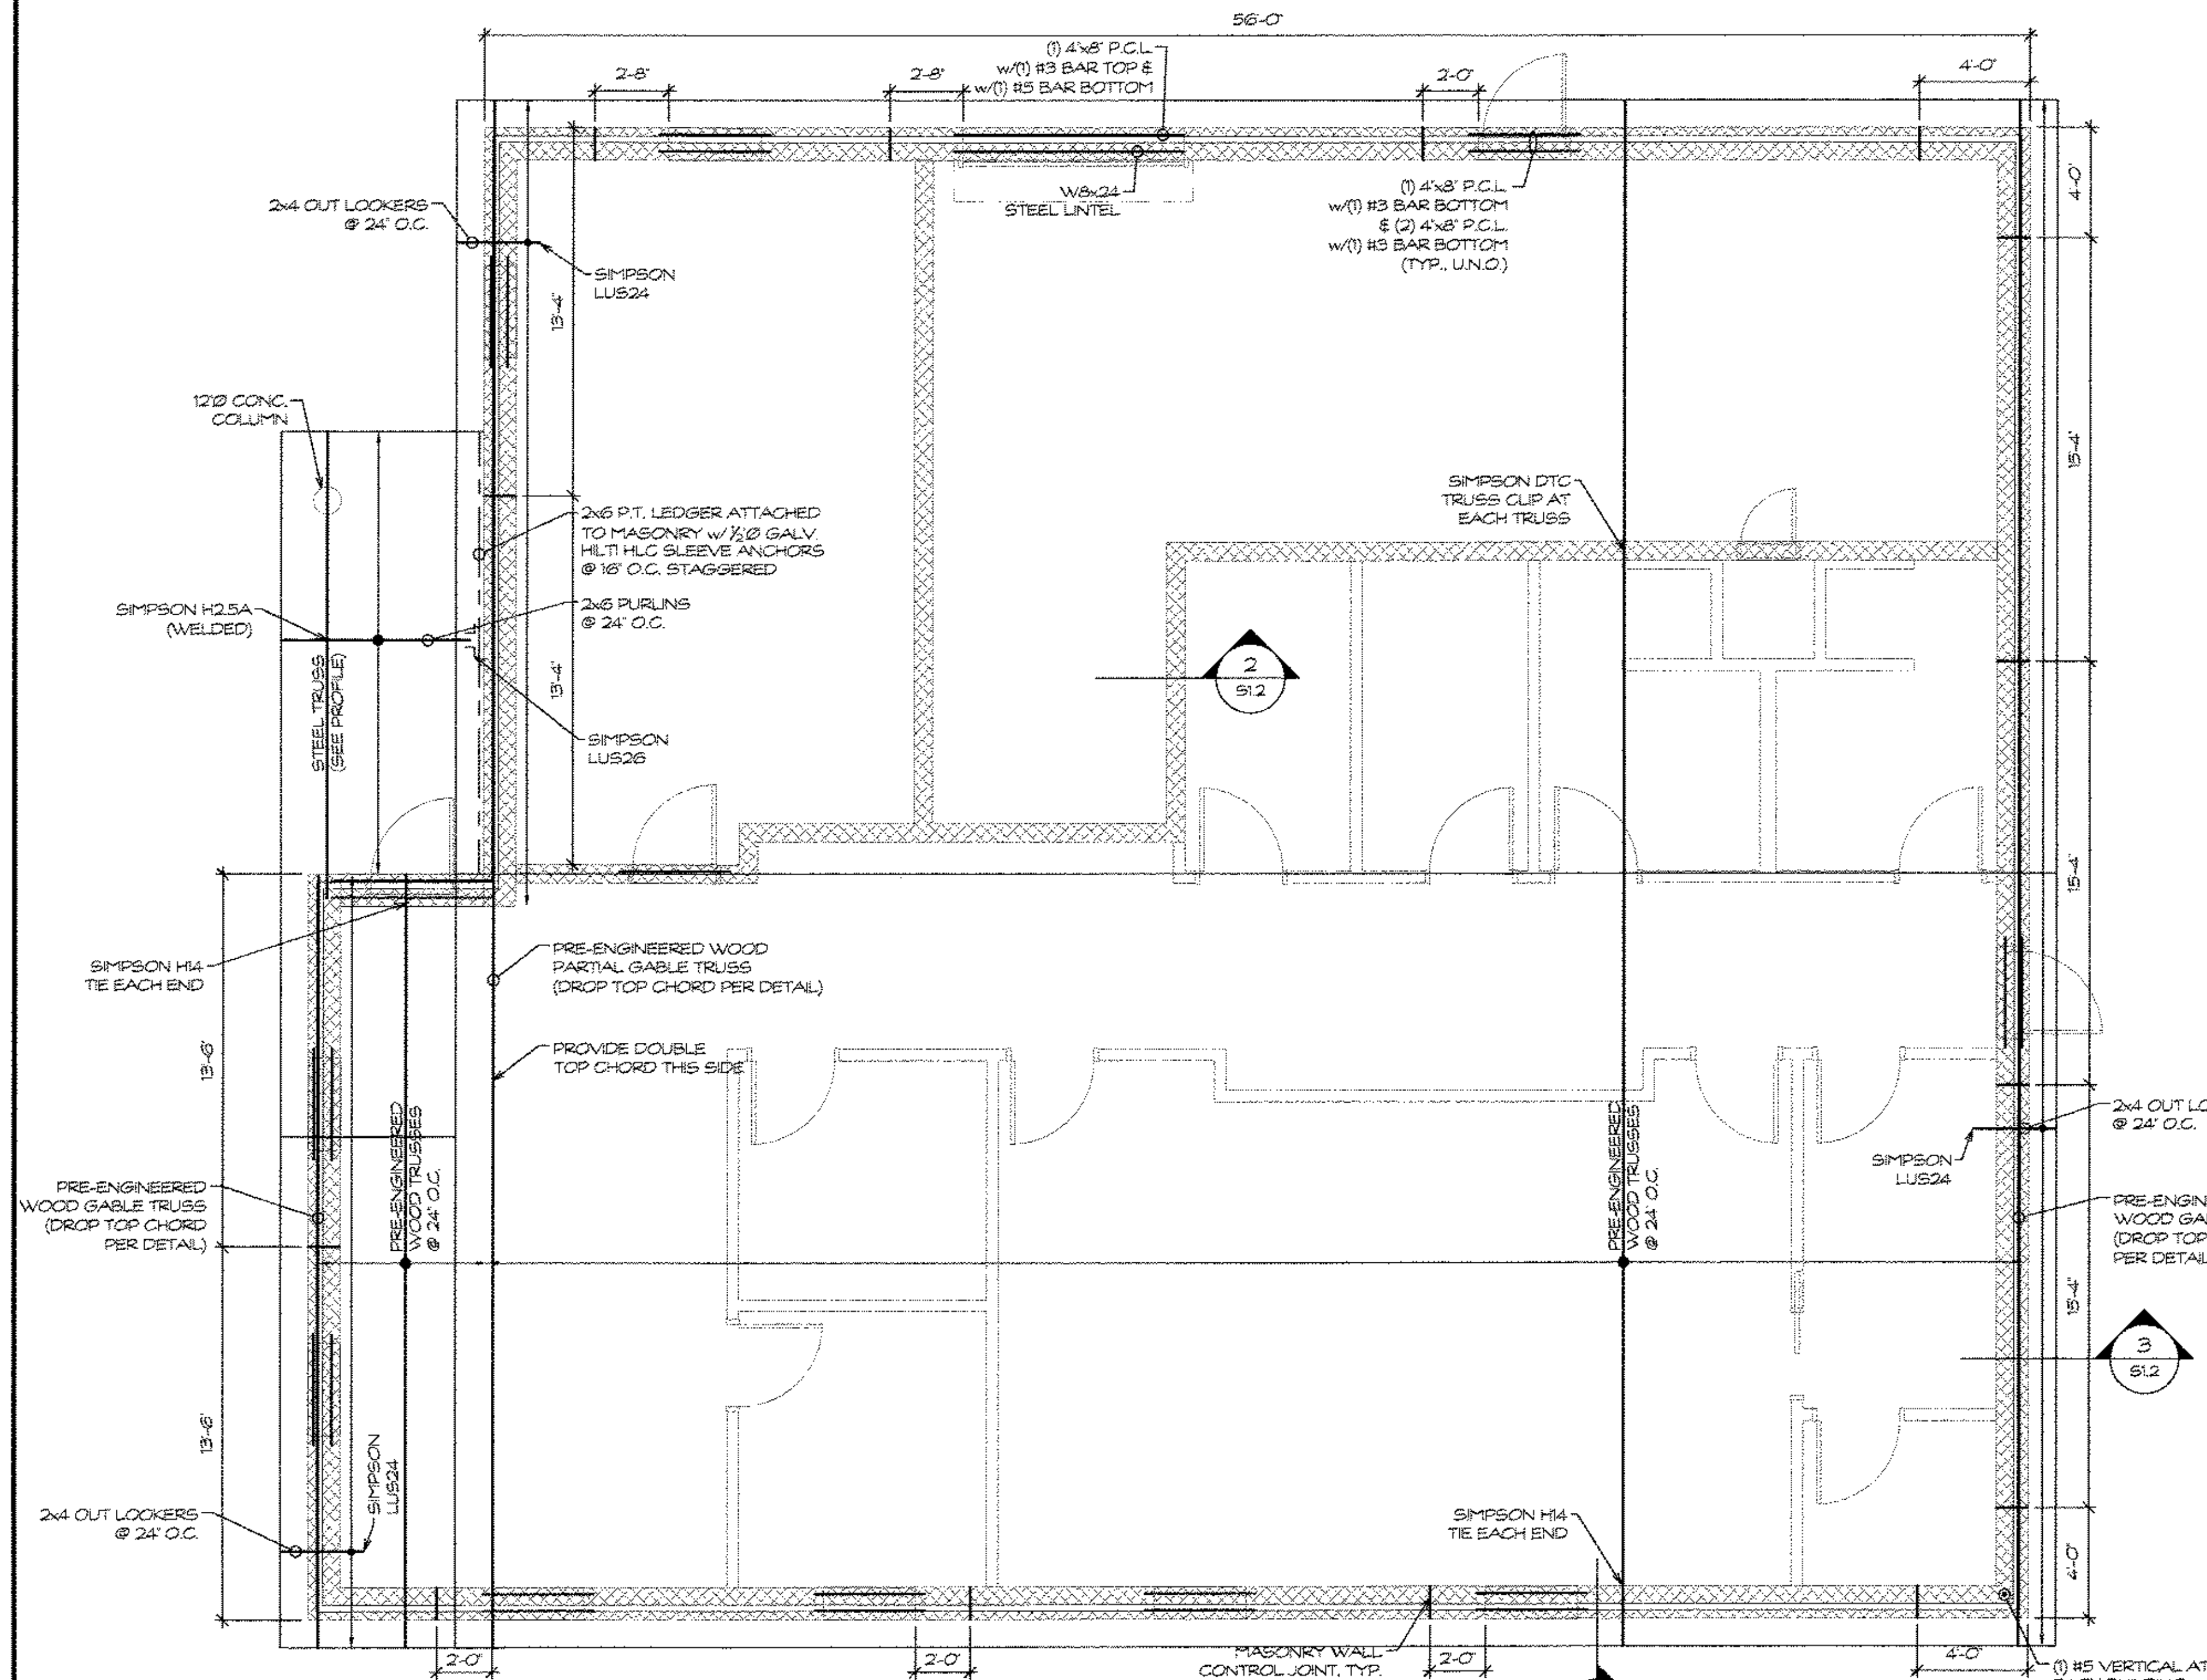 56'-0"
(1) 4"x8" P.C.L.
w/(1) #3 BAR TOP &
w/(1) #5 BAR BOTTOM
2'-8"
2'-8"
2'-0"
4'-0"
W8x24
STEEL LINTEL
(1) 4"x8" P.C.L.
w/(1) #3 BAR BOTTOM
& (2) 4"x8" P.C.L.
w/(1) #3 BAR BOTTOM
(TYP., U.N.O.)
4'-0"
2x4 OUT LOOKERS
@ 24" O.C.
SIMPSON
LUS24
13'-4"
12"Ø CONC.
COLUMN
15'-4"
SIMPSON DTC
TRUSS CLIP AT
EACH TRUSS
2x6 P.T. LEDGER ATTACHED
TO MASONRY w/ ½"Ø GALV.
HILTI HLC SLEEVE ANCHORS
@ 16" O.C. STAGGERED
SIMPSON H2.5A
(WELDED)
2x6 PURLINS
@ 24" O.C.
STEEL TRUSS
(SEE PROFILE)
13'-4"
2
S1.2
SIMPSON
LUS26
15'-4"
SIMPSON H14
TIE EACH END
PRE-ENGINEERED WOOD
PARTIAL GABLE TRUSS
(DROP TOP CHORD PER DETAIL)
13'-6"
PROVIDE DOUBLE
TOP CHORD THIS SIDE
PRE-ENGINEERED
WOOD TRUSSES
@ 24" O.C.
PRE-ENGINEERED
WOOD TRUSSES
@ 24" O.C.
2x4 OUT LO
@ 24" O.C.
SIMPSON
LUS24
PRE-ENGINEERED
WOOD GABLE TRUSS
(DROP TOP CHORD
PER DETAIL)
PRE-ENGIN
WOOD GA
(DROP TOP
PER DETAIL
15'-4"
3
S1.2
13'-6"
SIMPSON
LUS24
2x4 OUT LOOKERS
@ 24" O.C.
SIMPSON H14
TIE EACH END
4'-0"
2'-0"
2'-0"
MASONRY WALL
CONTROL JOINT, TYP.
2'-0"
4'-0"
(1) #5 VERTICAL AT